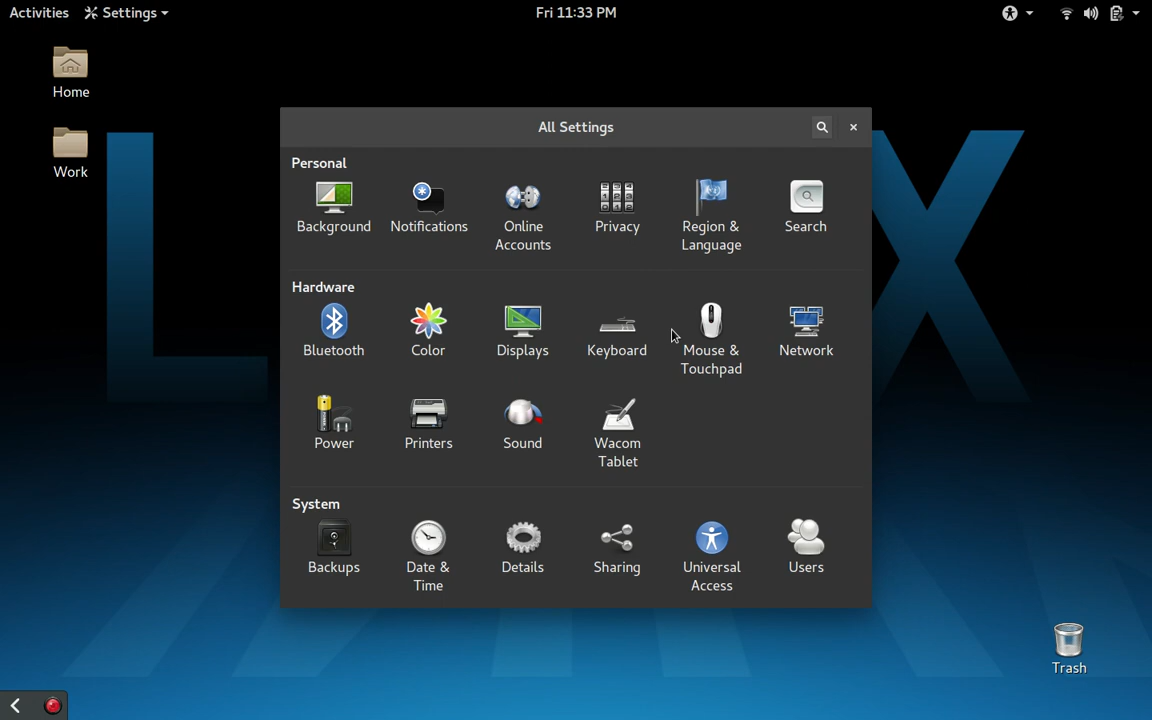 Activities Settings Fri 11:33 PM
Home
Work
All Settings
Personal
Background Notifications Online Accounts Privacy Region & Language Search
Hardware
Bluetooth Color Displays Keyboard Mouse & Touchpad Network
Power Printers Sound Wacom Tablet
System
Backups Date & Time Details Sharing Universal Access Users
Trash